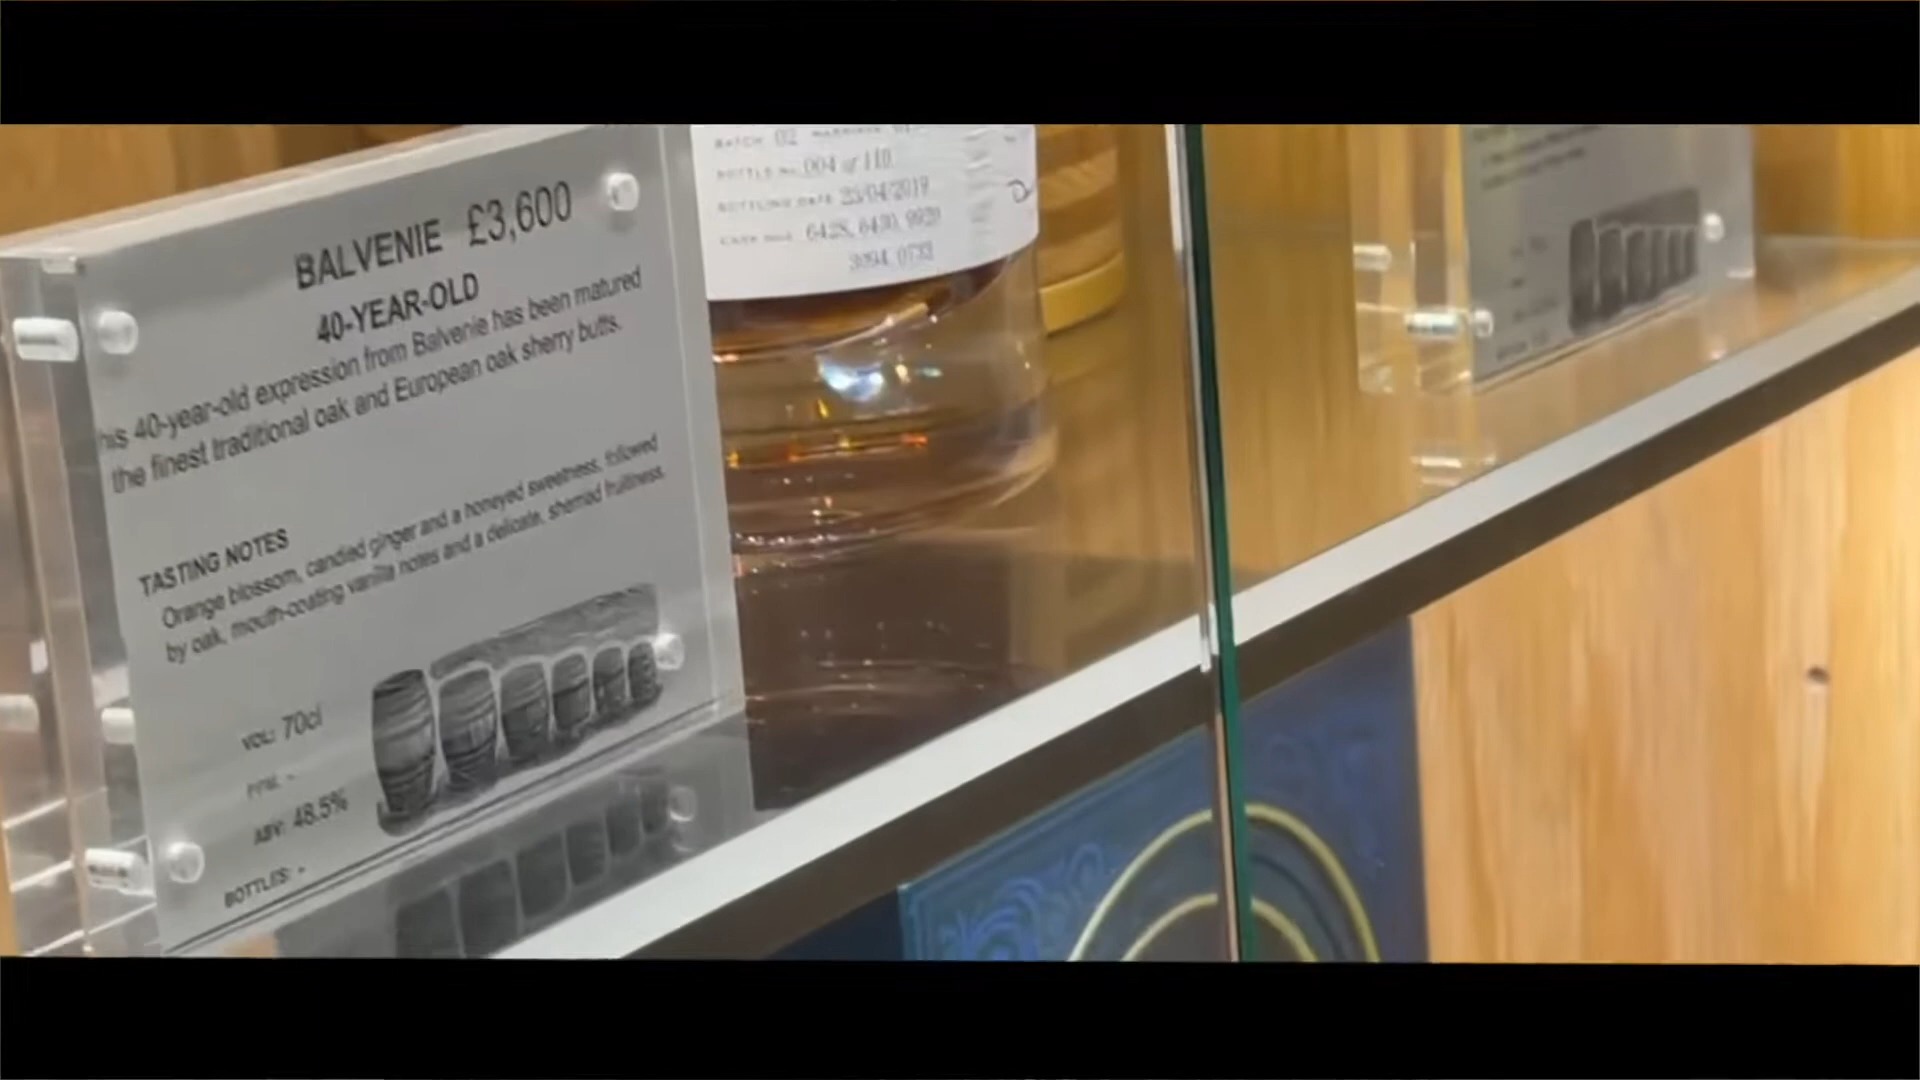 BALVENIE £3,600
40-YEAR-OLD
his 40-year-old expression from Balvenie has been matured
the finest traditional oak and European oak sherry butts.
TASTING NOTES
Orange blossom, candied ginger and a honeyed sweetness, followed
by oak, mouth-coating vanilla notes and a delicate, sherried fruitiness.
VOL: 70cl
PPM: -
ABV: 48.5%
BOTTLES: -
BATCH 02
BOTTLE No. 004 of 110
BOTTLING DATE 23/04/2019
6428, 6430, 9920
3094, 0733